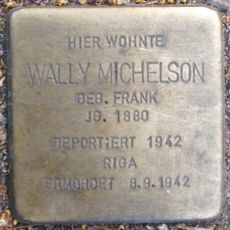 HIER WOHNTE
WALLY MICHELSON
GEB. FRANK
JG. 1880
DEPORTIERT 1942
RIGA
ERMORDET 8.9.1942